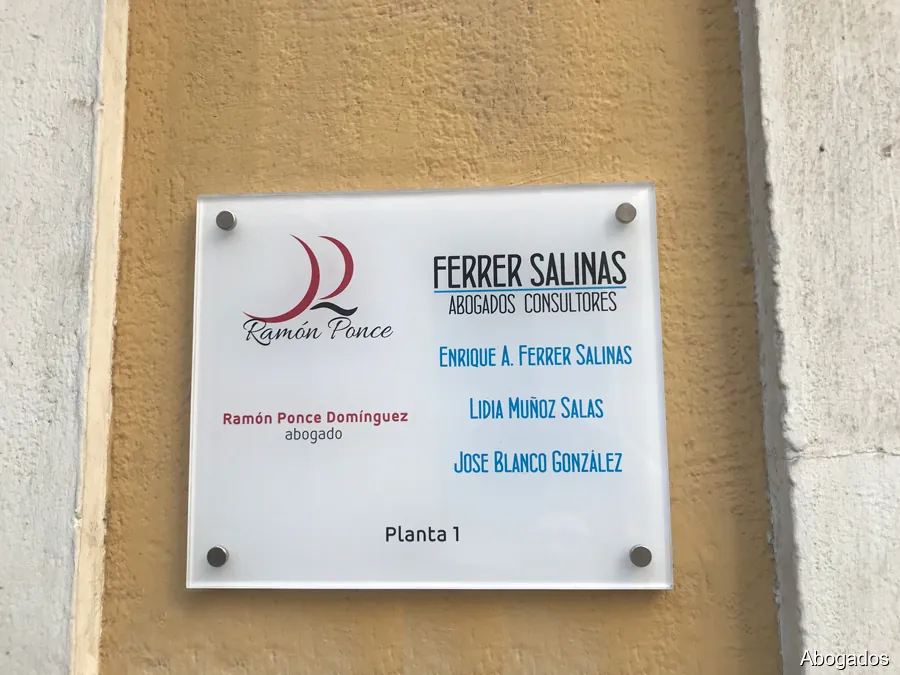 Ramón Ponce
Ramón Ponce Domínguez
abogado
FERRER SALINAS
ABOGADOS CONSULTORES
ENRIQUE A. FERRER SALINAS
LIDIA MUÑOZ SALAS
JOSE BLANCO GONZÁLEZ
Planta 1
Abogados